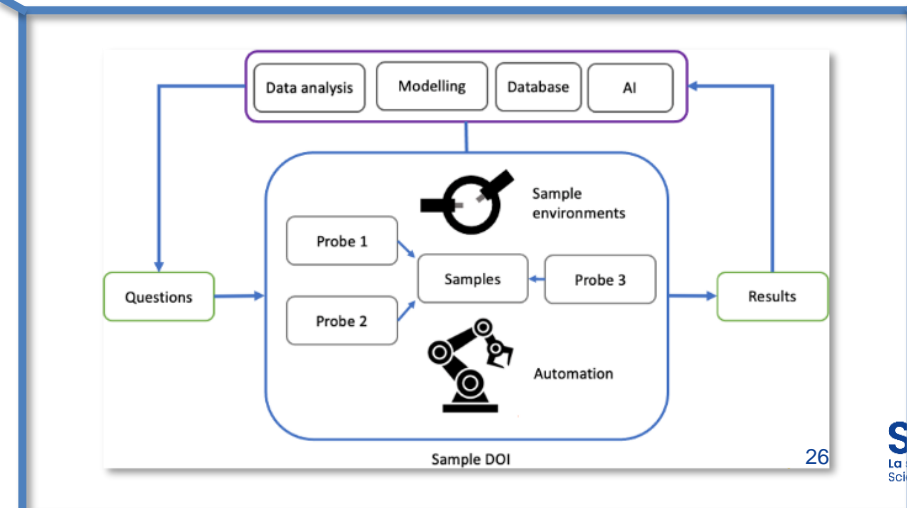 Data analysis
Modelling
Database
AI
Sample
environments
Probe 1
Samples
Probe 3
Questions
Results
Probe 2
Automation
Sample DOI
26